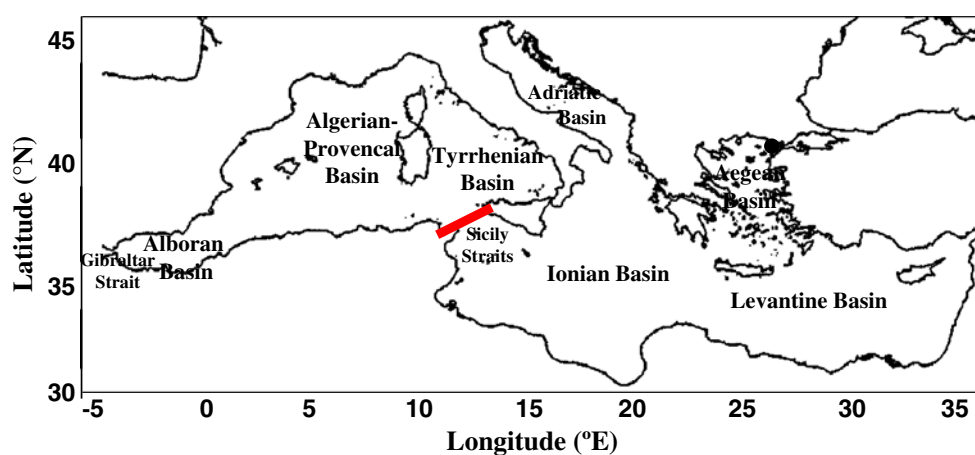 45
40
35
30
Latitude (°N)
Adriatic
Basin
Algerian-
Provencal
Basin
Tyrrhenian
Basin
Aegean
Basin
Alboran
Basin
Gibraltar
Strait
Sicily
Straits
Ionian Basin
Levantine Basin
-5 0 5 10 15 20 25 30 35
Longitude (ºE)